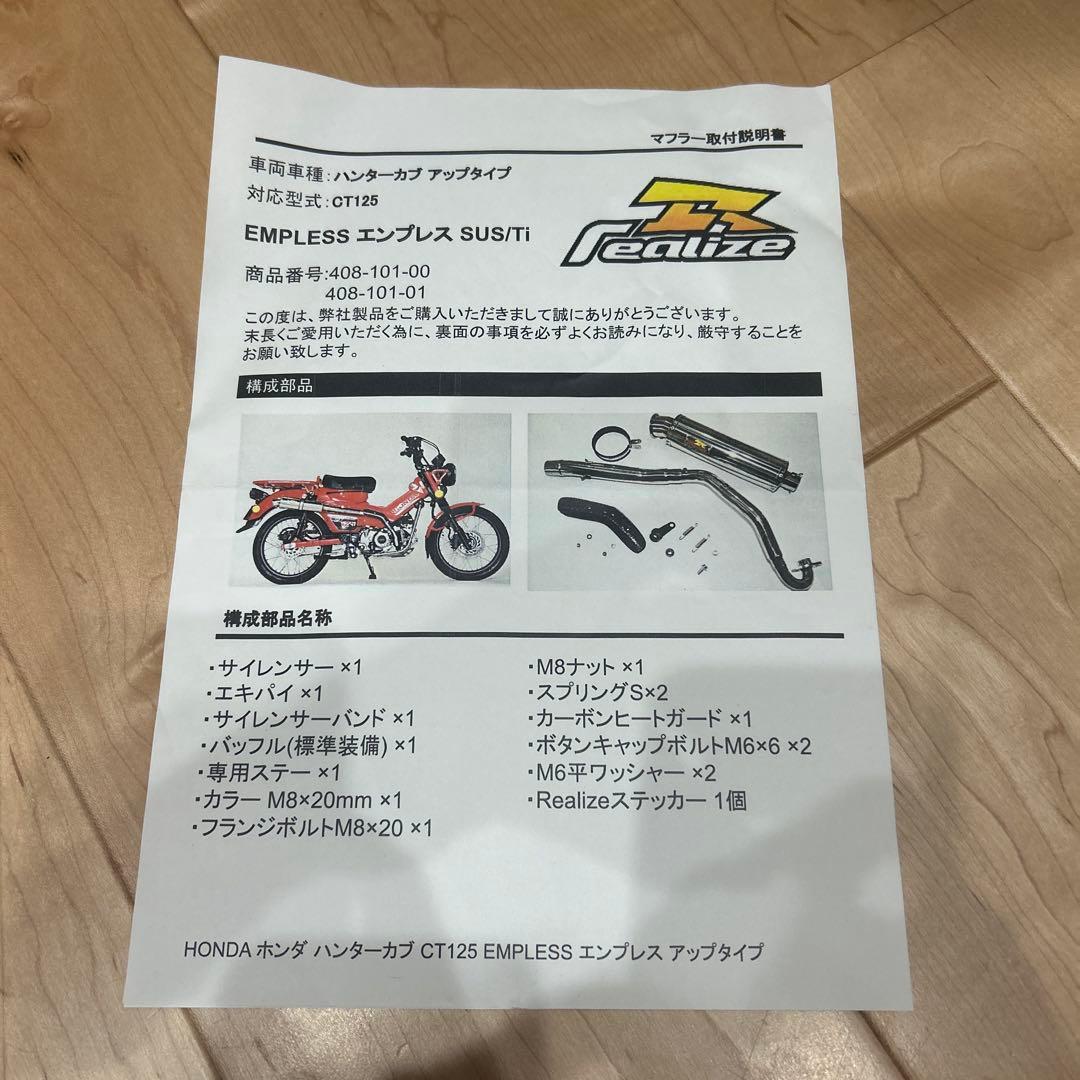 マフラー取付説明書
車両車種:ハンターカブ アップタイプ
対応型式:CT125
R
realize
EMPLESS エンプレス SUS/Ti
商品番号:408-101-00
408-101-01
この度は、弊社製品をご購入いただきまして誠にありがとうございます。
末長くご愛用いただく為に、裏面の事項を必ずよくお読みになり、厳守することを
お願い致します。
構成部品
構成部品名称
・サイレンサー ×1
・エキパイ ×1
・サイレンサーバンド ×1
・バッフル(標準装備) ×1
・専用ステー ×1
・カラー M8×20mm ×1
・フランジボルトM8×20 ×1
・M8ナット ×1
・スプリングS×2
・カーボンヒートガード ×1
・ボタンキャップボルトM6×6 ×2
・M6平ワッシャー ×2
・Realizeステッカー 1個
HONDA ホンダ ハンターカブ CT125 EMPLESS エンプレス アップタイプ